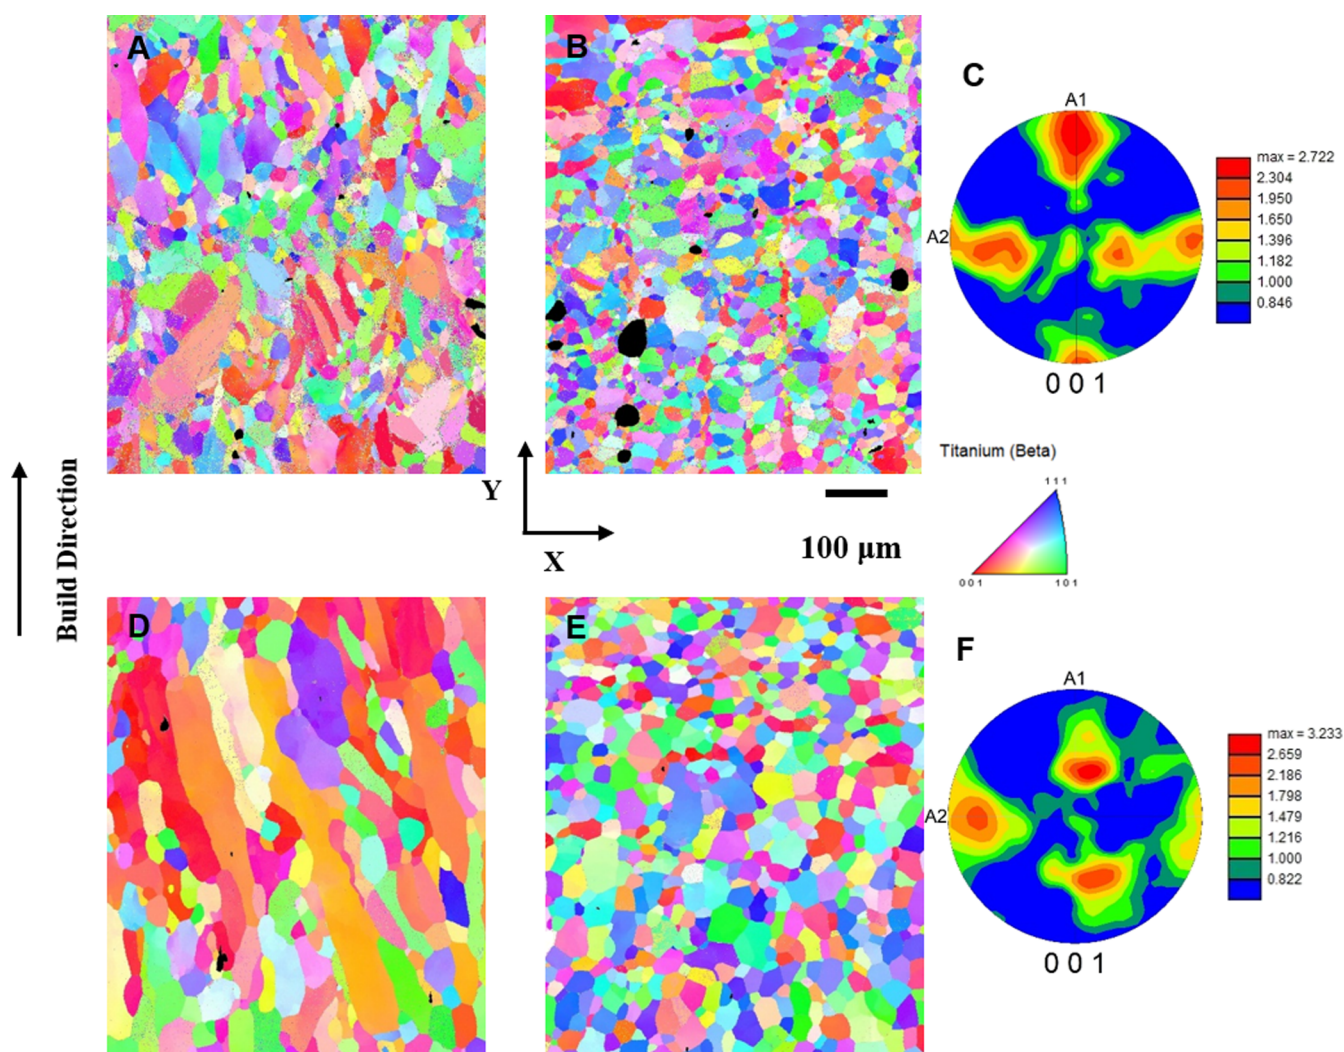 A
B
C
A1
A2
0 0 1
max = 2.722
2.304
1.950
1.650
1.396
1.182
1.000
0.846
Build Direction
Y
X
100 μm
Titanium (Beta)
1 1 1
0 0 1
1 0 1
D
E
F
A1
A2
0 0 1
max = 3.233
2.659
2.186
1.798
1.479
1.216
1.000
0.822